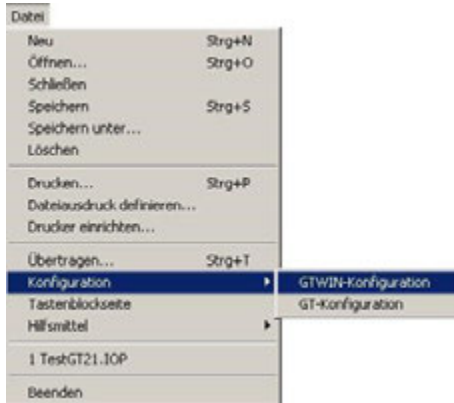 Datei
Neu Strg+N
Öffnen... Strg+O
Schließen
Speichern Strg+S
Speichern unter...
Löschen
Drucken... Strg+P
Dateiausdruck definieren...
Drucker einrichten...
Übertragen... Strg+T
Konfiguration GTWIN-Konfiguration
Tastenblockseite GT-Konfiguration
Hilfsmittel
1 TestGT21.IOP
Beenden